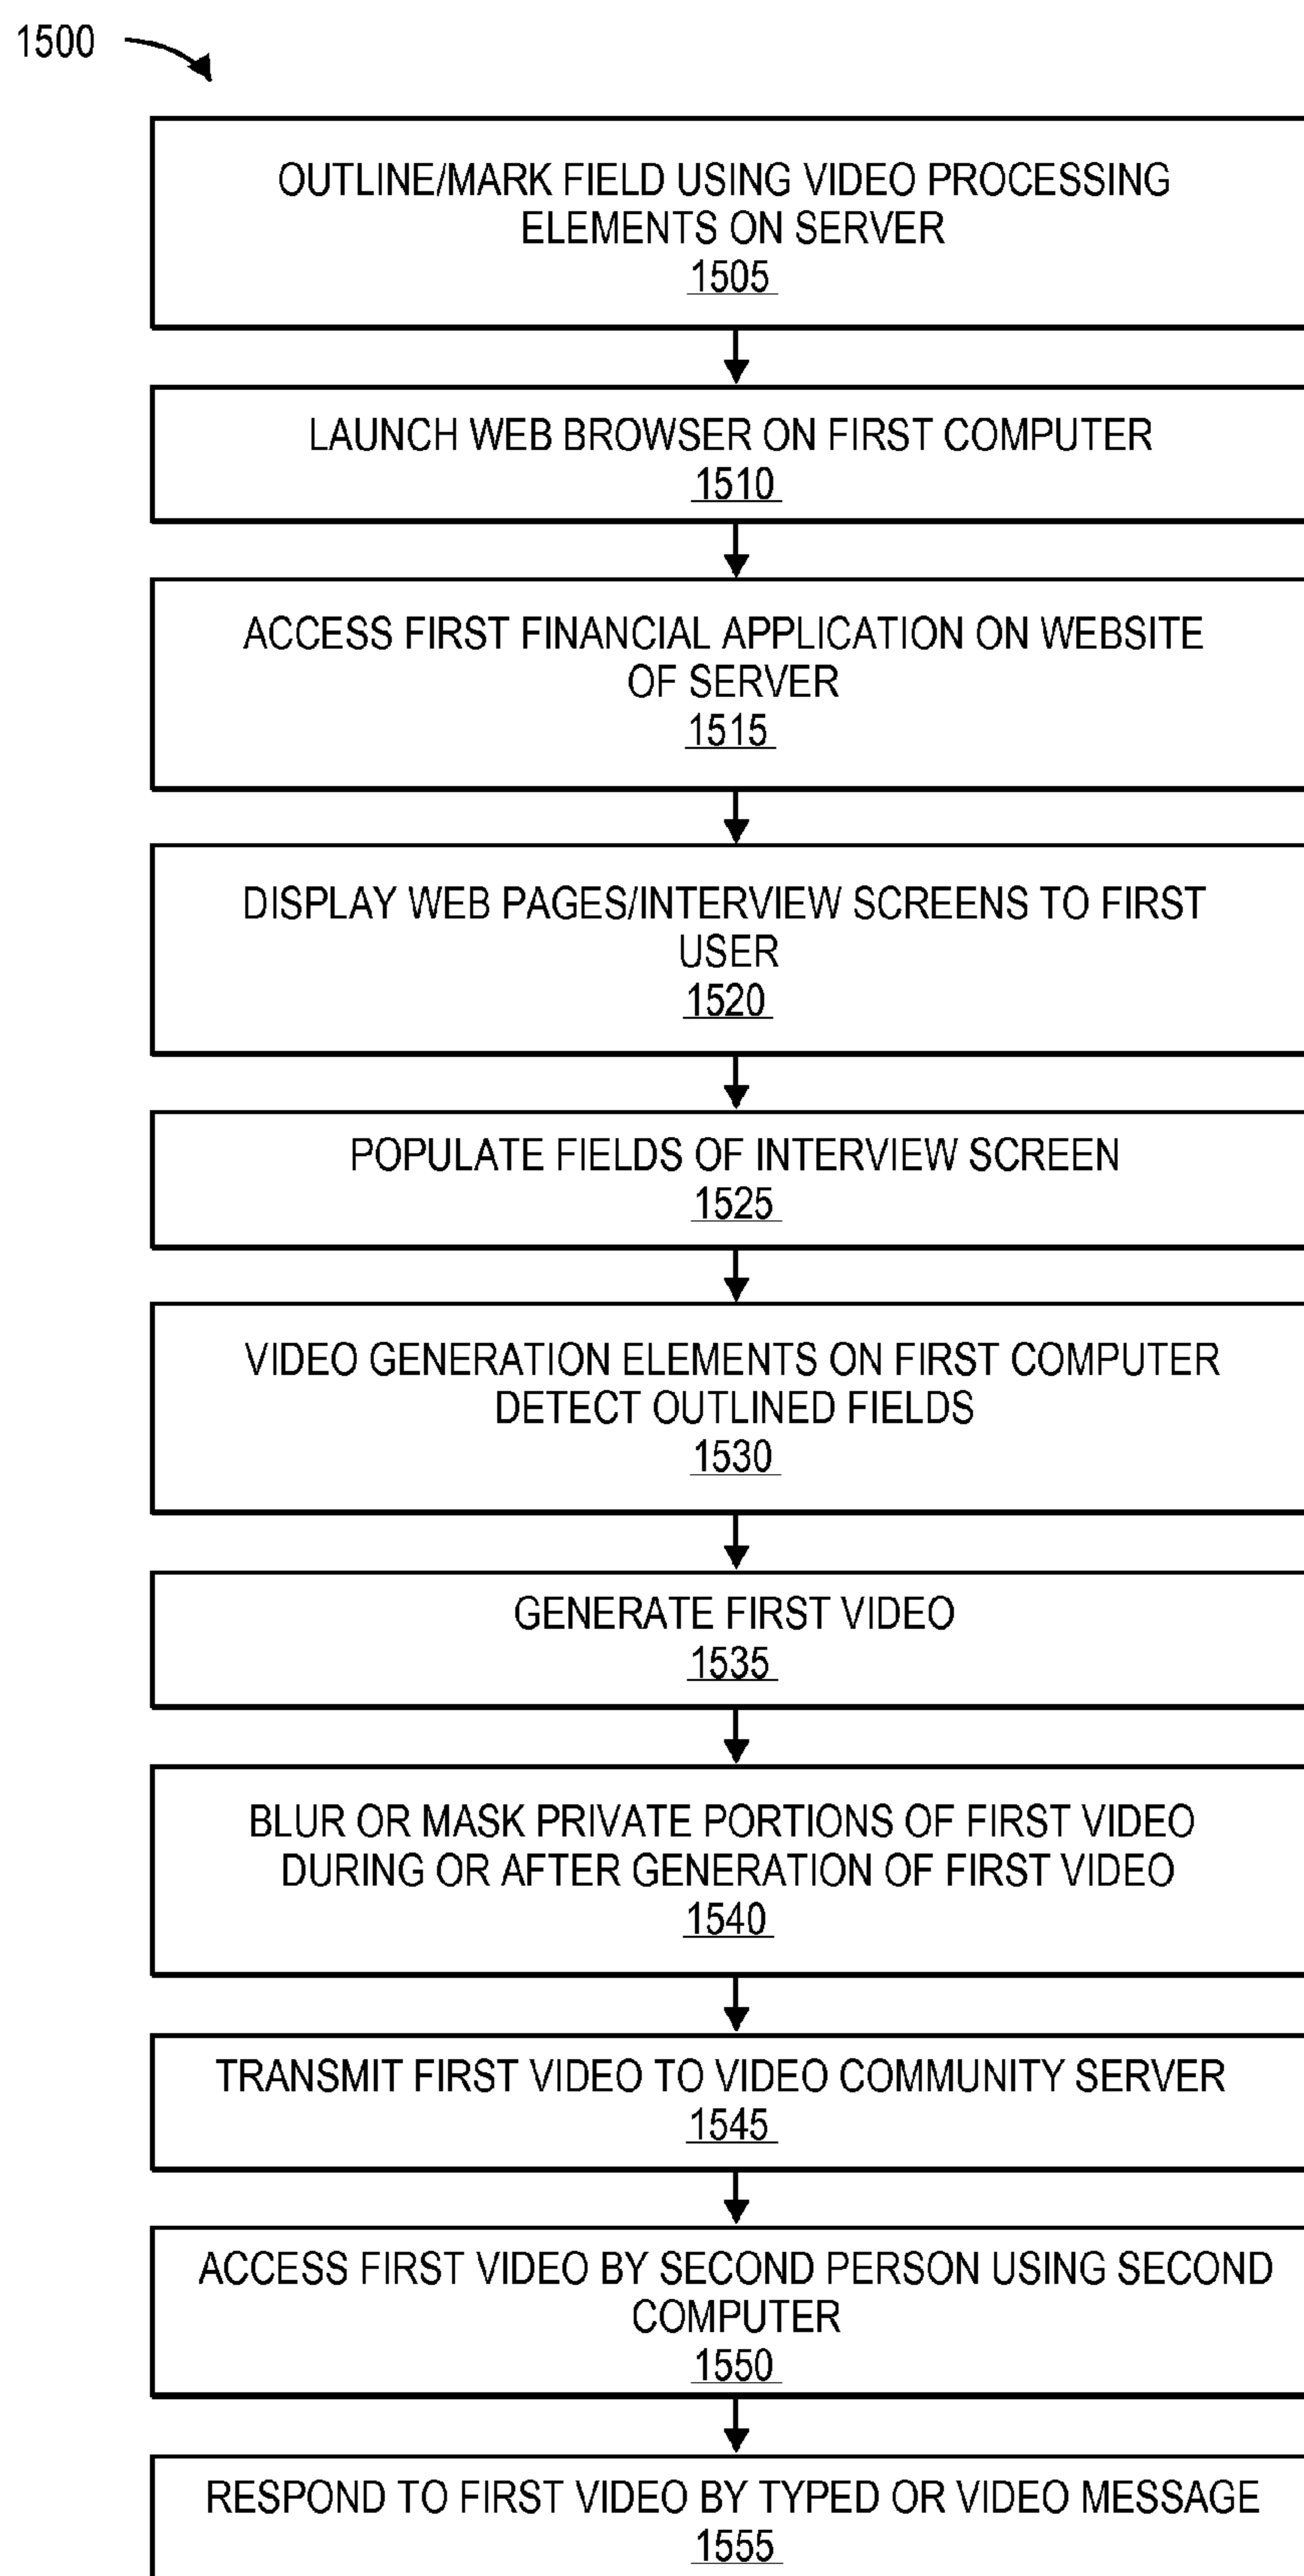 1500
OUTLINE/MARK FIELD USING VIDEO PROCESSING
ELEMENTS ON SERVER
1505
LAUNCH WEB BROWSER ON FIRST COMPUTER
1510
ACCESS FIRST FINANCIAL APPLICATION ON WEBSITE
OF SERVER
1515
DISPLAY WEB PAGES/INTERVIEW SCREENS TO FIRST
USER
1520
POPULATE FIELDS OF INTERVIEW SCREEN
1525
VIDEO GENERATION ELEMENTS ON FIRST COMPUTER
DETECT OUTLINED FIELDS
1530
GENERATE FIRST VIDEO
1535
BLUR OR MASK PRIVATE PORTIONS OF FIRST VIDEO
DURING OR AFTER GENERATION OF FIRST VIDEO
1540
TRANSMIT FIRST VIDEO TO VIDEO COMMUNITY SERVER
1545
ACCESS FIRST VIDEO BY SECOND PERSON USING SECOND
COMPUTER
1550
RESPOND TO FIRST VIDEO BY TYPED OR VIDEO MESSAGE
1555